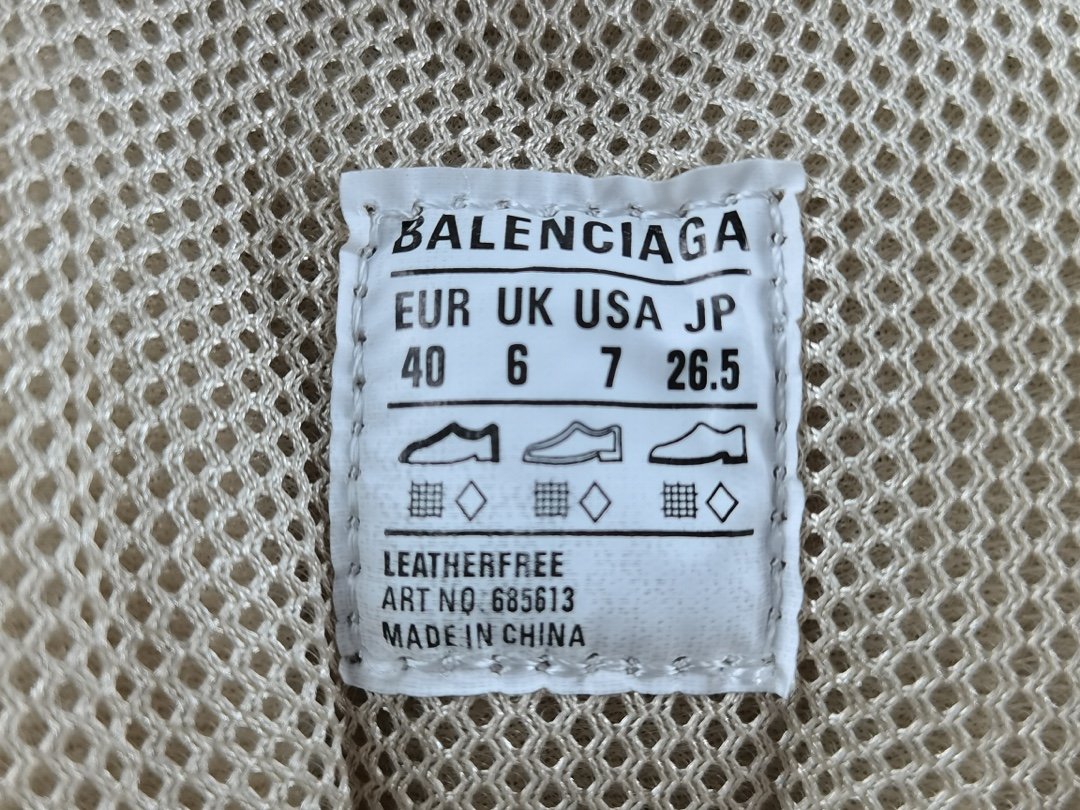 BALENCIAGA
EUR UK USA JP
40 6 7 26.5
LEATHERFREE
ART NO. 685613
MADE IN CHINA